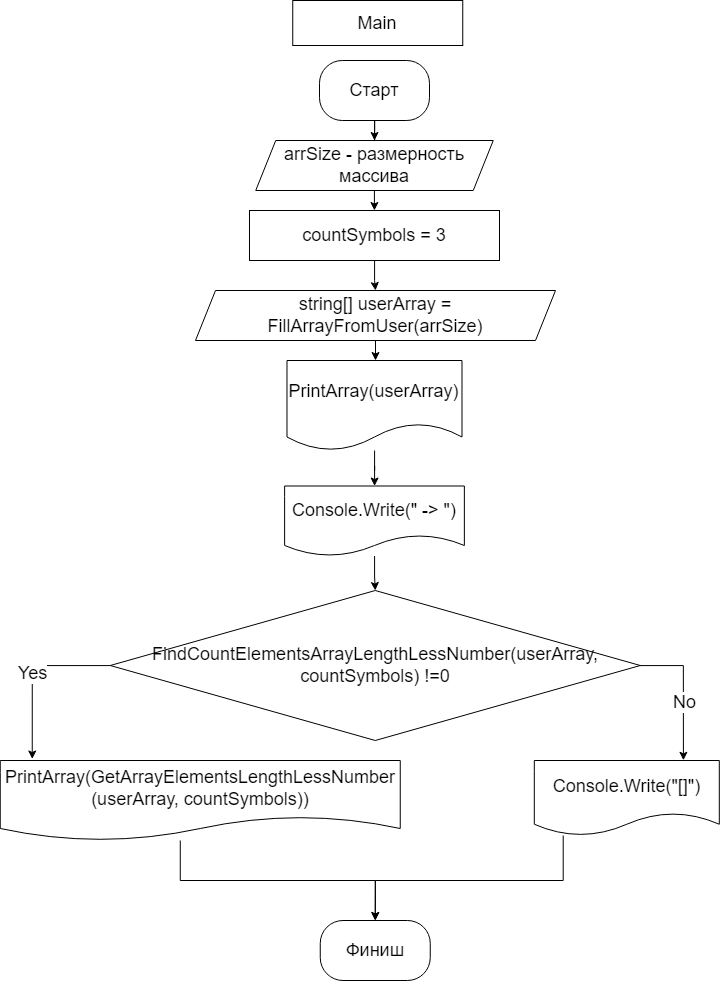 Main
Старт
arrSize - размерность
массива
countSymbols = 3
string[] userArray =
FillArrayFromUser(arrSize)
PrintArray(userArray)
Console.Write(" -> ")
FindCountElementsArrayLengthLessNumber(userArray,
countSymbols) !=0
Yes
No
PrintArray(GetArrayElementsLengthLessNumber
(userArray, countSymbols))
Console.Write("[]")
Финиш